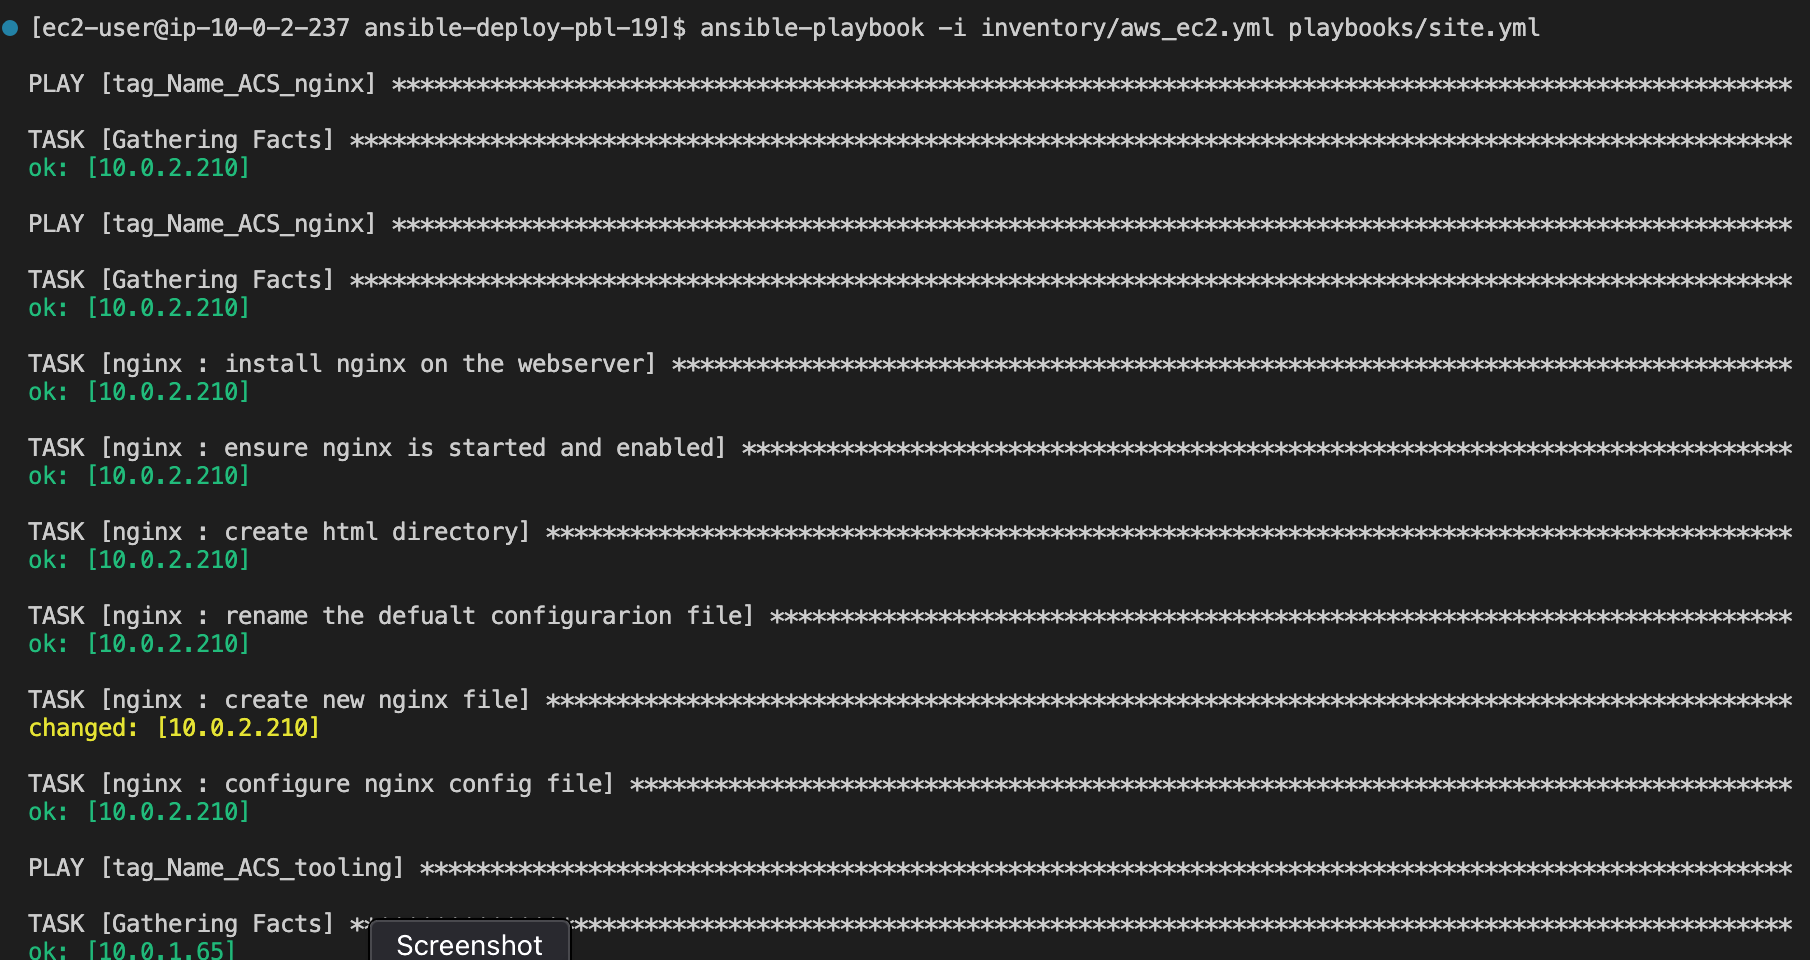 [ec2-user@ip-10-0-2-237 ansible-deploy-pbl-19]$ ansible-playbook -i inventory/aws_ec2.yml playbooks/site.yml
PLAY [tag_Name_ACS_nginx] ****************************************************************************************************
TASK [Gathering Facts] *******************************************************************************************************
ok: [10.0.2.210]
PLAY [tag_Name_ACS_nginx] ****************************************************************************************************
TASK [Gathering Facts] *******************************************************************************************************
ok: [10.0.2.210]
TASK [nginx : install nginx on the webserver] ********************************************************************************
ok: [10.0.2.210]
TASK [nginx : ensure nginx is started and enabled] ***************************************************************************
ok: [10.0.2.210]
TASK [nginx : create html directory] *****************************************************************************************
ok: [10.0.2.210]
TASK [nginx : rename the defualt configurarion file] *************************************************************************
ok: [10.0.2.210]
TASK [nginx : create new nginx file] *****************************************************************************************
changed: [10.0.2.210]
TASK [nginx : configure nginx config file] ***********************************************************************************
ok: [10.0.2.210]
PLAY [tag_Name_ACS_tooling] **************************************************************************************************
TASK [Gathering Facts] *******************************************************************************************************
ok: [10.0.1.65]
Screenshot